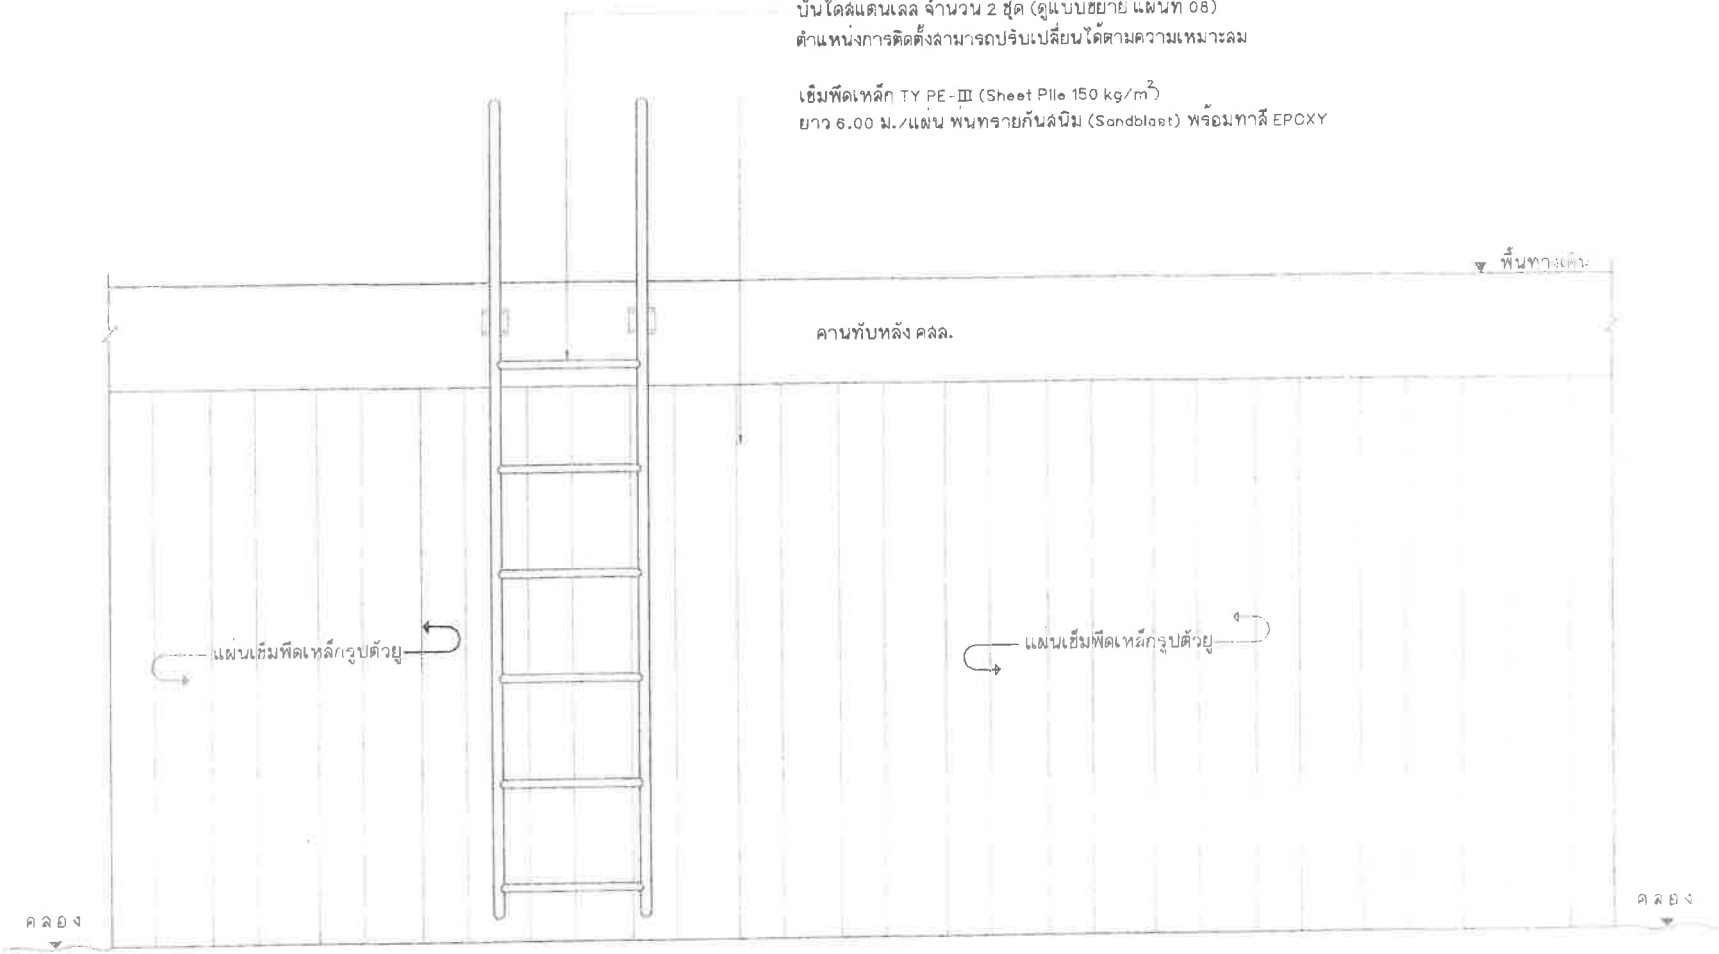 บันไดสแตนเลส จำนวน 2 ชุด (ดูแบบขยาย แผ่นที่ 08)
ตำแหน่งการติดตั้งสามารถปรับเปลี่ยนได้ตามความเหมาะสม
เข็มพืดเหล็ก TY PE-III (Sheet Pile 150 kg/m²)
ยาว 6.00 ม./แผ่น พ่นทรายกันสนิม (Sandblast) พร้อมทาสี EPOXY
พื้นทางเดิน
คานทับหลัง คสล.
แผ่นเข็มพืดเหล็กรูปตัวยู
แผ่นเข็มพืดเหล็กรูปตัวยู
คลอง
คลอง